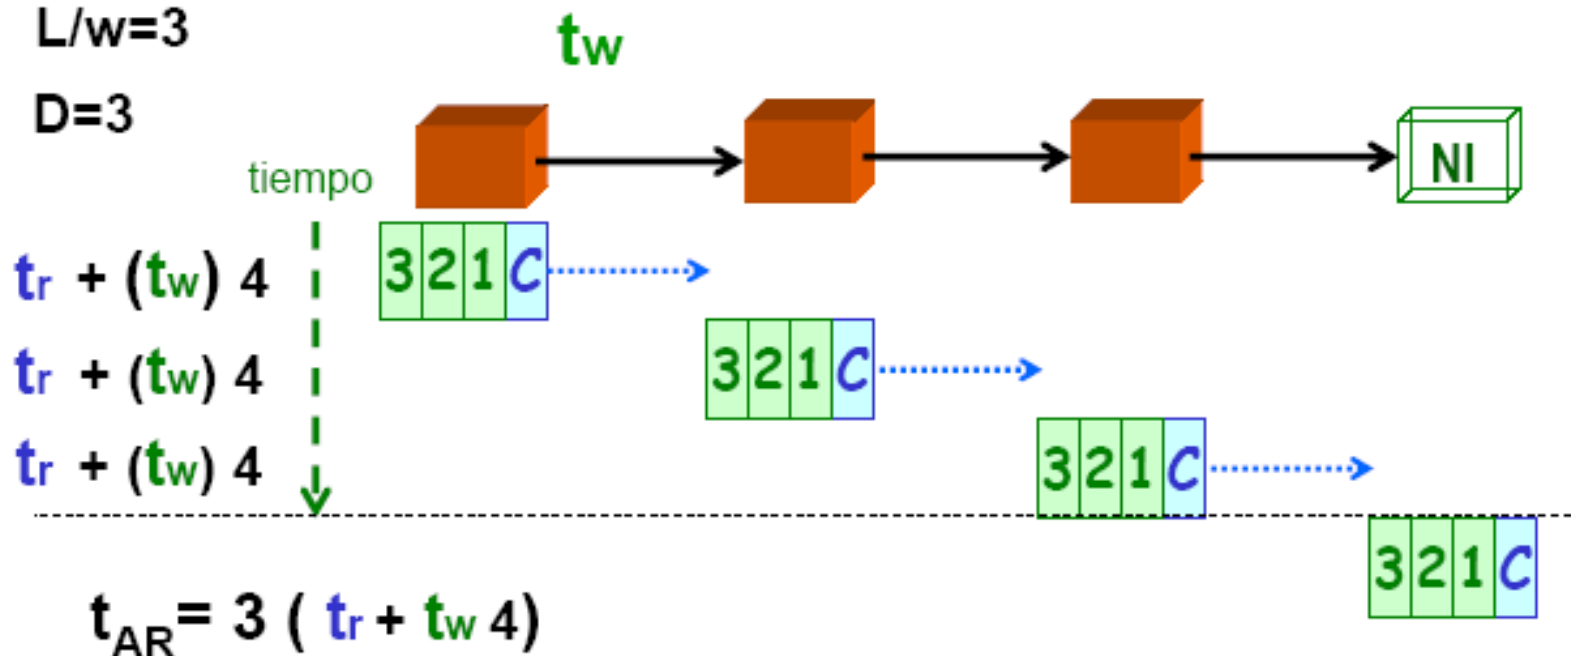 L/w=3
tw
D=3
tiempo
NI
tr + (tw) 4
3 2 1 C
tr + (tw) 4
3 2 1 C
tr + (tw) 4
3 2 1 C
3 2 1 C
tAR= 3 ( tr + tw 4)